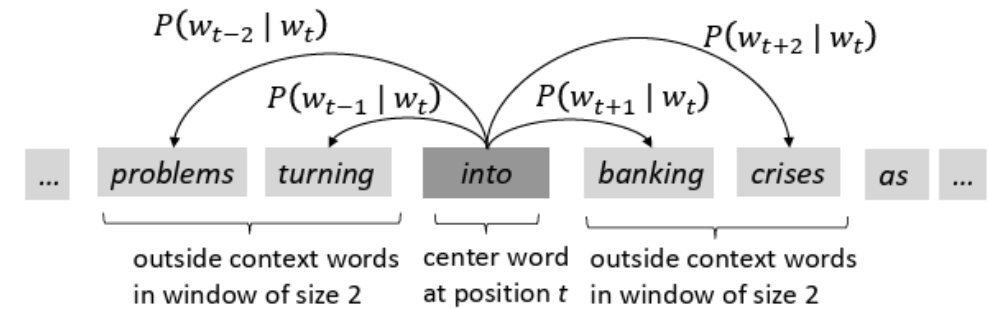 P(w_{t−2} | w_t)
P(w_{t+2} | w_t)
P(w_{t−1} | w_t)
P(w_{t+1} | w_t)
... problems turning into banking crises as ...
outside context words
in window of size 2
center word
at position t
outside context words
in window of size 2